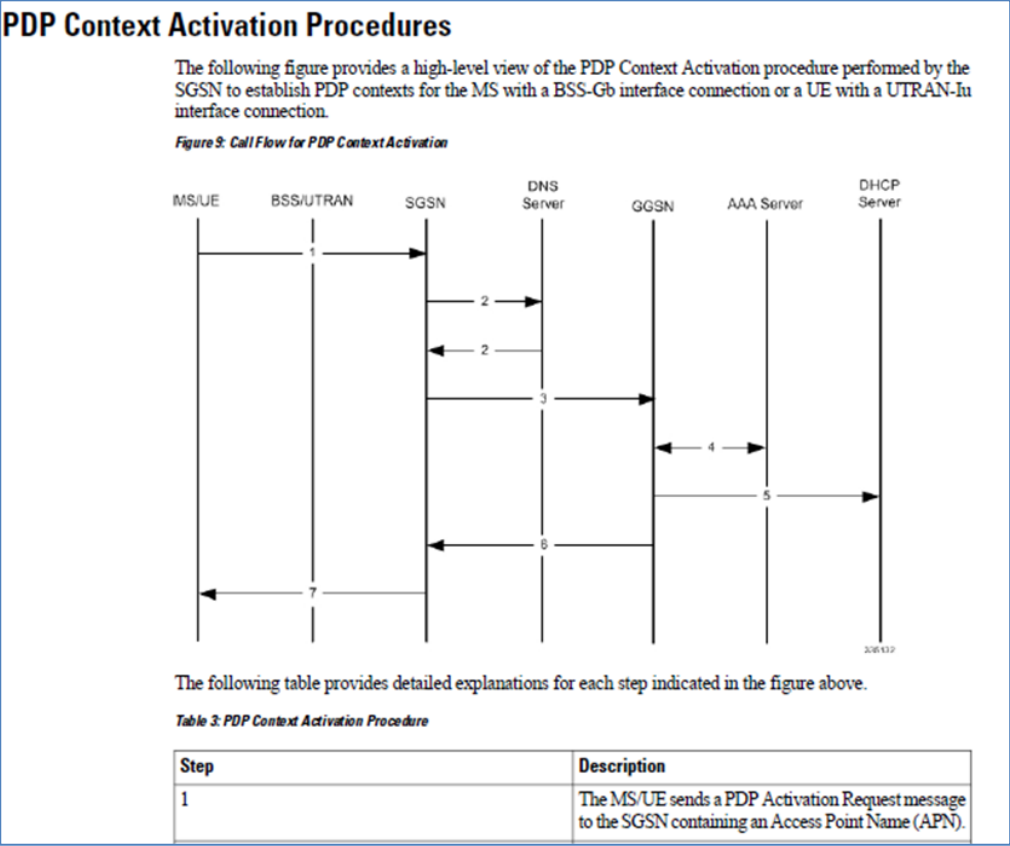 PDP Context Activation Procedures
The following figure provides a high-level view of the PDP Context Activation procedure performed by the
SGSN to establish PDP contexts for the MS with a BSS-Gb interface connection or a UE with a UTRAN-Iu
interface connection.
Figure 9: Call Flow for PDP Context Activation
MS/UE BSS/UTRAN SGSN DNS Server GGSN AAA Server DHCP Server
1
2
2
3
4
5
6
7
The following table provides detailed explanations for each step indicated in the figure above.
Table 3: PDP Context Activation Procedure
Step Description
1 The MS/UE sends a PDP Activation Request message
to the SGSN containing an Access Point Name (APN).